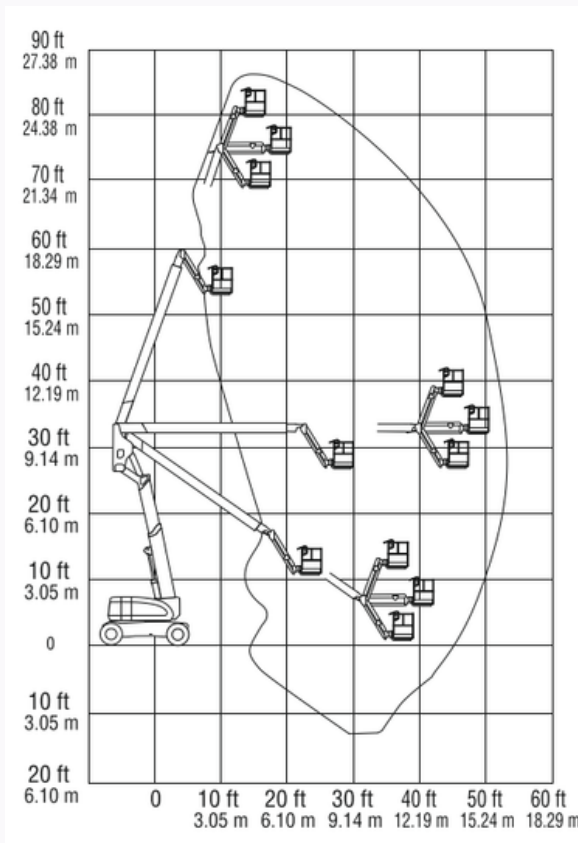 90 ft
27.38 m
80 ft
24.38 m
70 ft
21.34 m
60 ft
18.29 m
50 ft
15.24 m
40 ft
12.19 m
30 ft
9.14 m
20 ft
6.10 m
10 ft
3.05 m
0
10 ft
3.05 m
20 ft
6.10 m
0 10 ft 20 ft 30 ft 40 ft 50 ft 60 ft
3.05 m 6.10 m 9.14 m 12.19 m 15.24 m 18.29 m